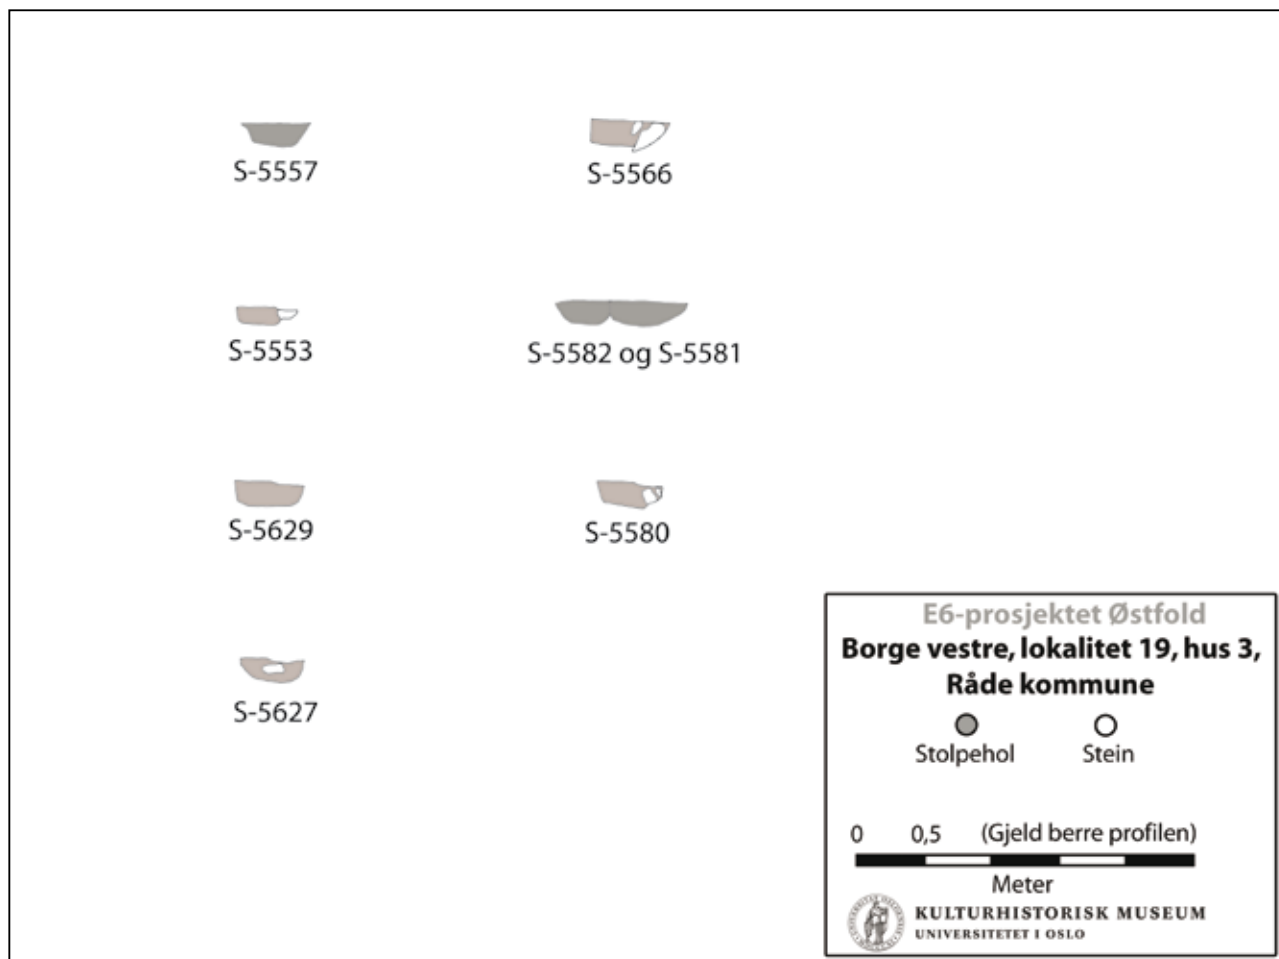 S-5557
S-5566
S-5553
S-5582 og S-5581
S-5629
S-5580
S-5627
E6-prosjektet Østfold
Borge vestre, lokalitet 19, hus 3,
Råde kommune
Stolpehol
Stein
0 0,5 (Gjeld berre profilen)
Meter
KULTURHISTORISK MUSEUM
UNIVERSITETET I OSLO